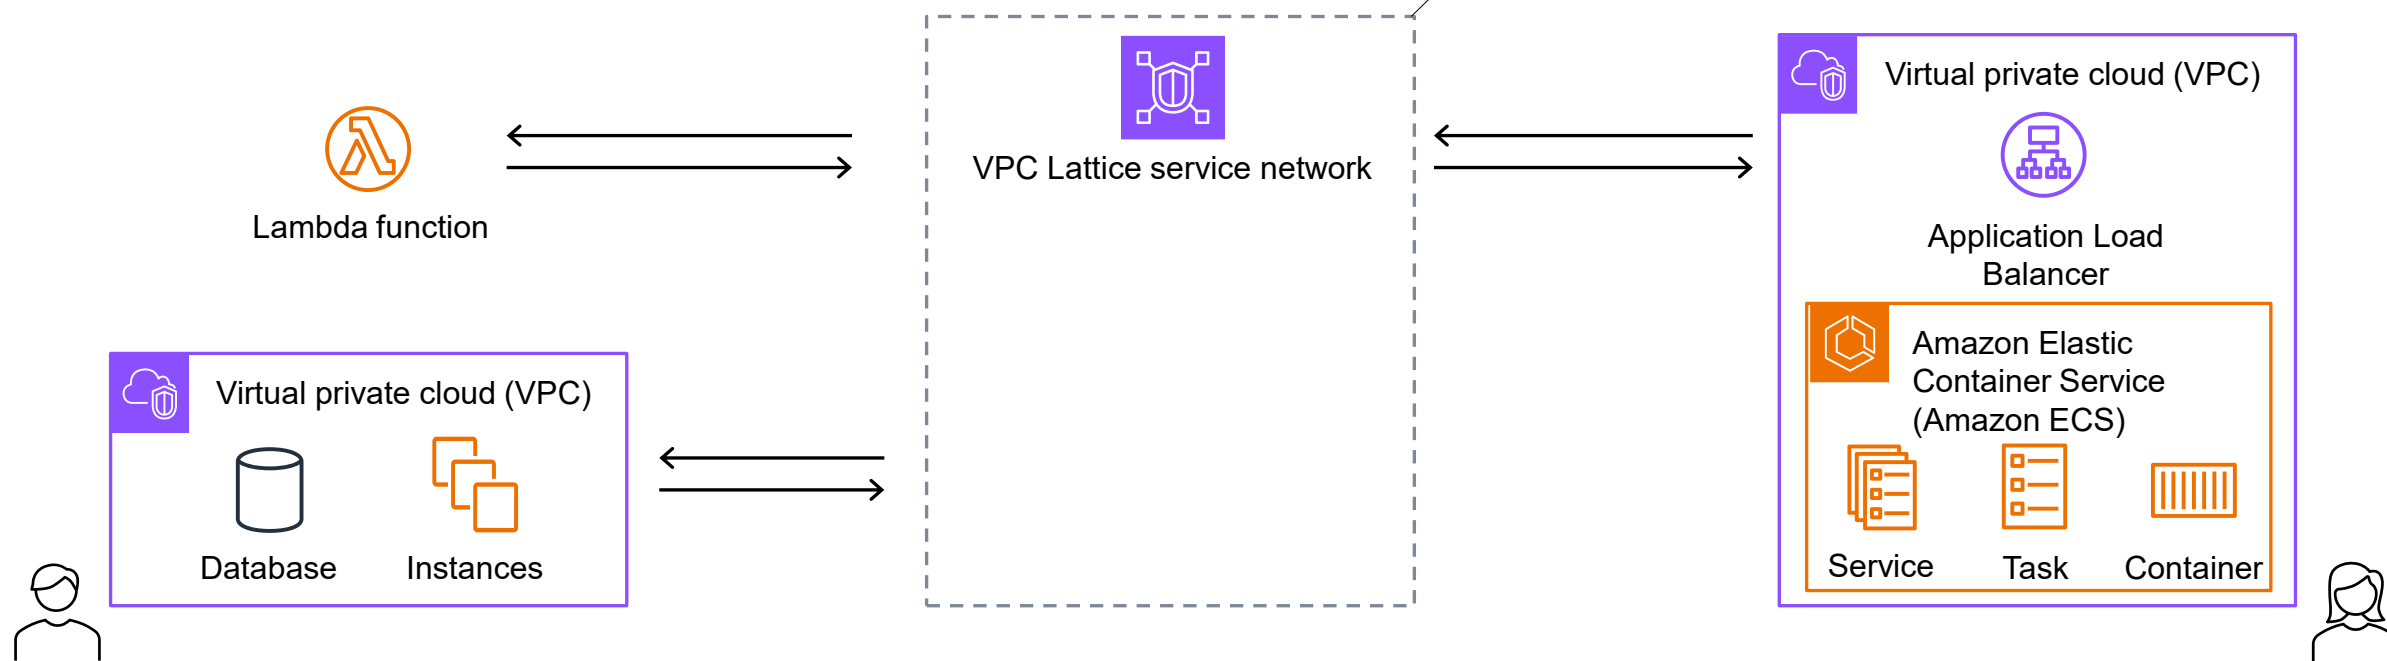 Lambda function
Virtual private cloud (VPC)
Database
Instances
VPC Lattice service network
Virtual private cloud (VPC)
Application Load
Balancer
Amazon Elastic
Container Service
(Amazon ECS)
Service
Task
Container